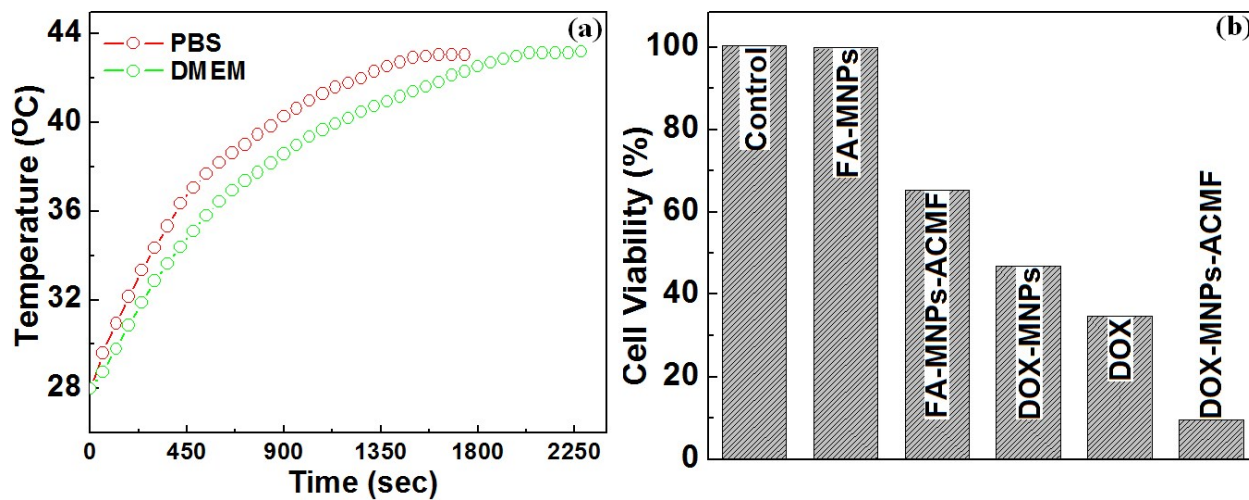 (a)
PBS
DMEM
44
40
36
32
28
Temperature (ºC)
0 450 900 1350 1800 2250
Time (sec)
(b)
100
80
60
40
20
0
Cell Viability (%)
Control
FA-MNPs
FA-MNPs-ACMF
DOX-MNPs
DOX
DOX-MNPs-ACMF